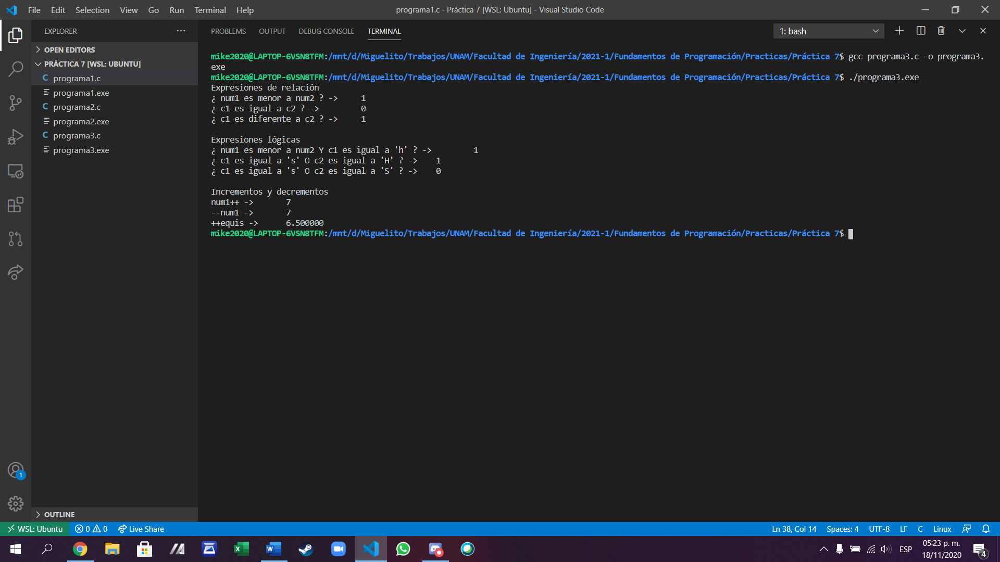 File Edit Selection View Go Run Terminal Help
programa1.c - Práctica 7 [WSL: Ubuntu] - Visual Studio Code
EXPLORER
OPEN EDITORS
PRÁCTICA 7 [WSL: UBUNTU]
C programa1.c
programa1.exe
C programa2.c
programa2.exe
C programa3.c
programa3.exe
OUTLINE
PROBLEMS OUTPUT DEBUG CONSOLE TERMINAL
1: bash
mike2020@LAPTOP-6VSN8TFM:/mnt/d/Miguelito/Trabajos/UNAM/Facultad de Ingeniería/2021-1/Fundamentos de Programación/Practicas/Práctica 7$ gcc programa3.c -o programa3.
exe
mike2020@LAPTOP-6VSN8TFM:/mnt/d/Miguelito/Trabajos/UNAM/Facultad de Ingeniería/2021-1/Fundamentos de Programación/Practicas/Práctica 7$ ./programa3.exe
Expresiones de relación
¿ num1 es menor a num2 ? -> 1
¿ c1 es igual a c2 ? -> 0
¿ c1 es diferente a c2 ? -> 1
Expresiones lógicas
¿ num1 es menor a num2 Y c1 es igual a 'h' ? -> 1
¿ c1 es igual a 's' O c2 es igual a 'H' ? -> 1
¿ c1 es igual a 's' O c2 es igual a 'S' ? -> 0
Incrementos y decrementos
num1++ -> 7
--num1 -> 7
++equis -> 6.500000
mike2020@LAPTOP-6VSN8TFM:/mnt/d/Miguelito/Trabajos/UNAM/Facultad de Ingeniería/2021-1/Fundamentos de Programación/Practicas/Práctica 7$
1
WSL: Ubuntu 0 0 Live Share
Ln 38, Col 14 Spaces: 4 UTF-8 LF C Linux
ESP
05:23 p. m.
18/11/2020
4